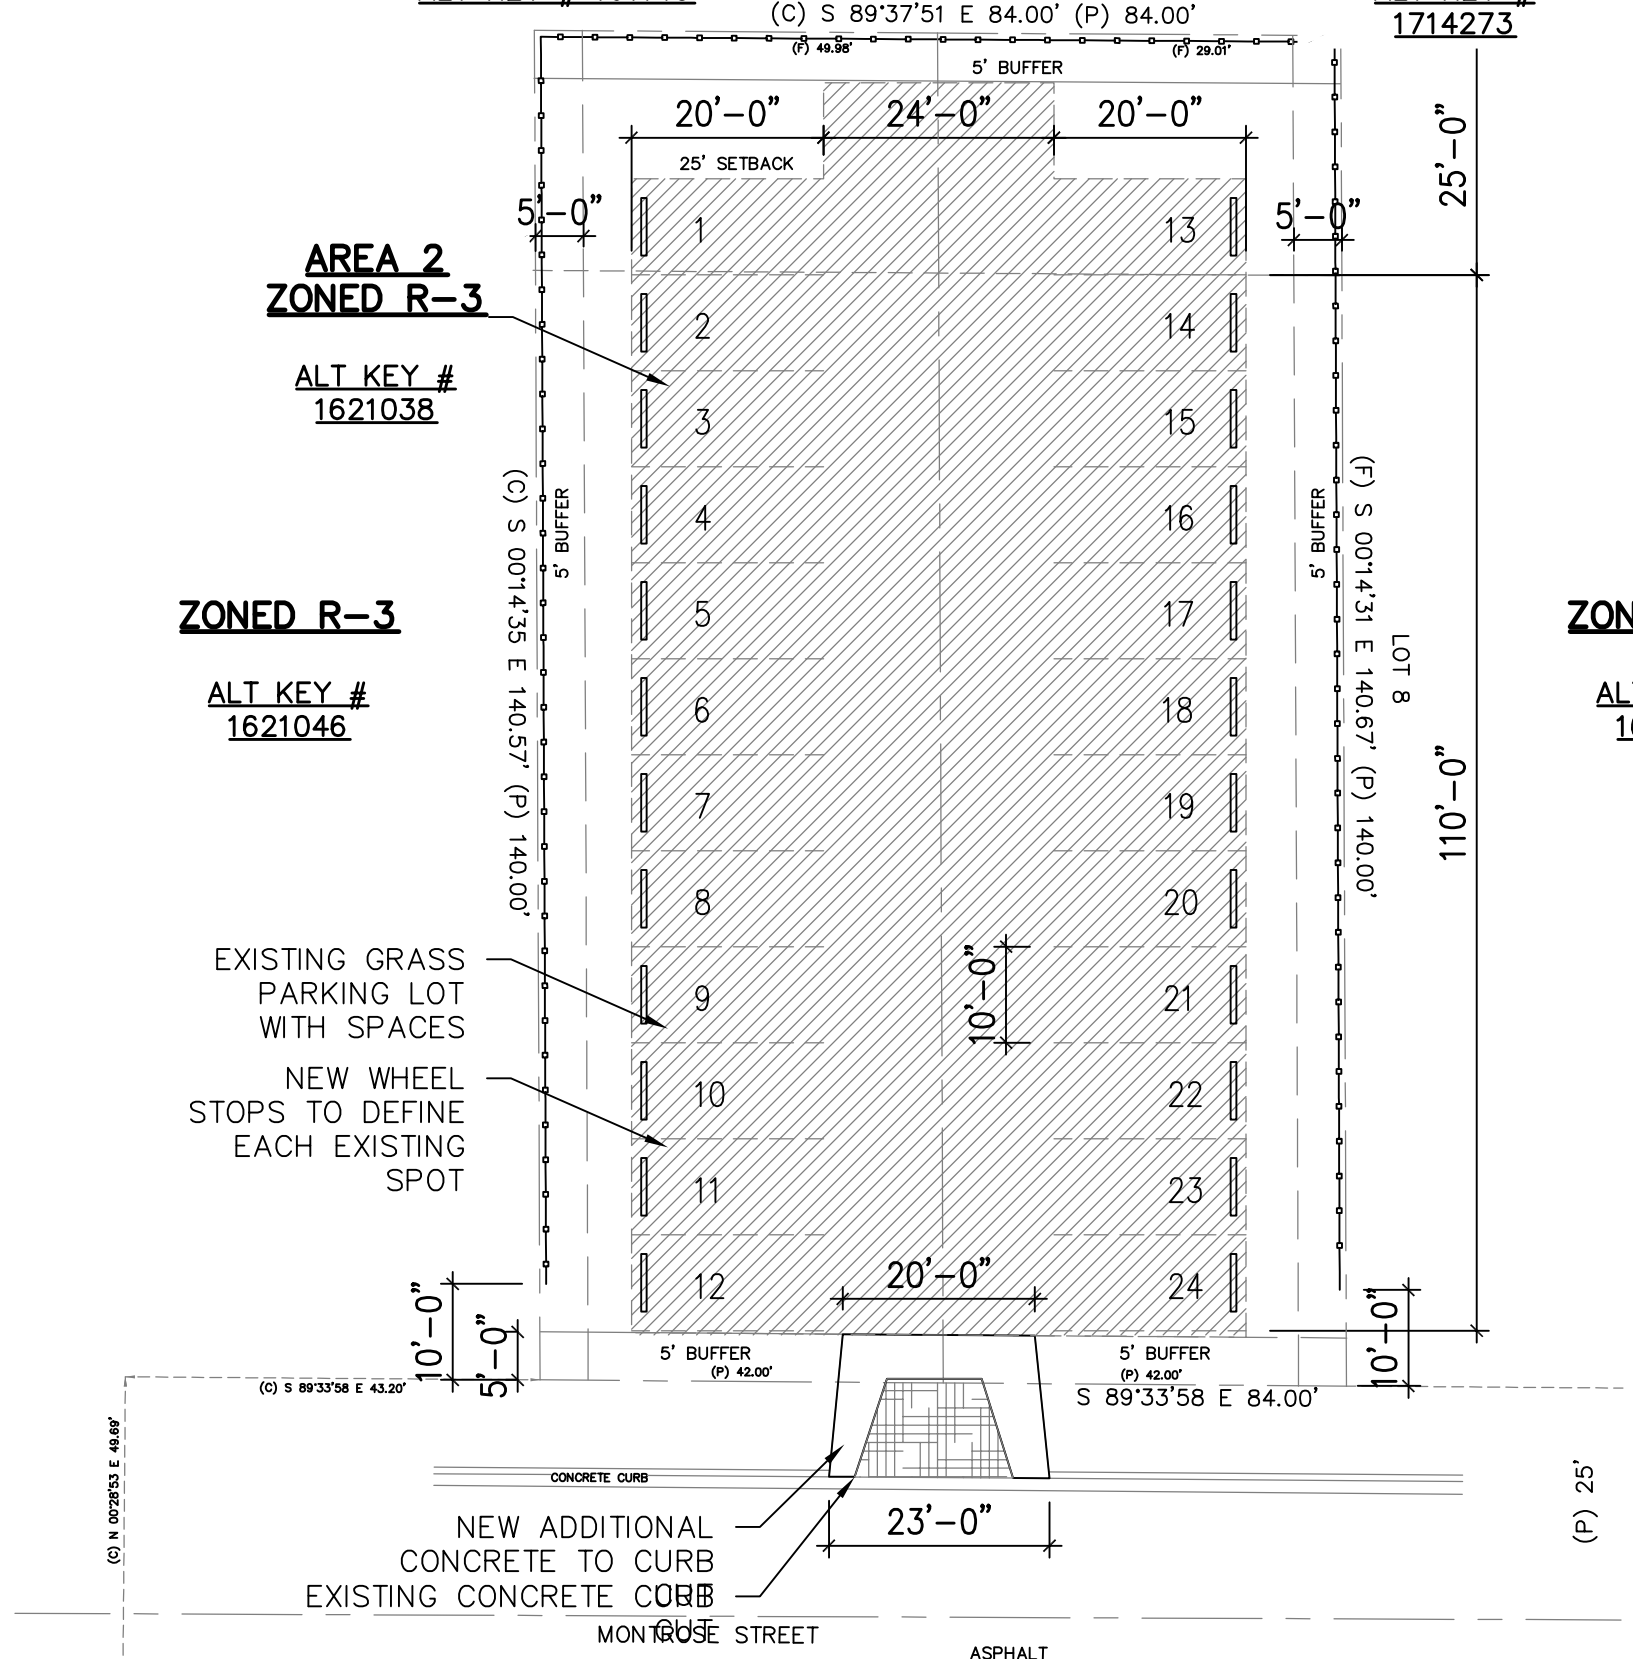 (C) S 89°37'51 E 84.00' (P) 84.00'
1714273
(F) 49.98'
(F) 29.01'
5' BUFFER
20'-0"
24'-0"
20'-0"
25'-0"
25' SETBACK
5'-0"
5'-0"
1
13
AREA 2
ZONED R-3
2
14
ALT KEY #
1621038
3
15
(C) S 00°14'35 E 140.57' (P) 140.00'
5' BUFFER
5' BUFFER
(F) S 00°14'31 E 140.67' (P) 140.00'
4
16
ZONED R-3
5
17
LOT 8
ALT KEY #
1621046
6
18
110'-0"
7
19
8
20
EXISTING GRASS
PARKING LOT
WITH SPACES
9
10'-0"
21
NEW WHEEL
STOPS TO DEFINE
EACH EXISTING
SPOT
10
22
11
23
12
20'-0"
24
10'-0"
5'-0"
10'-0"
5' BUFFER
5' BUFFER
(P) 42.00'
(P) 42.00'
(C) S 89°33'58 E 43.20'
S 89°33'58 E 84.00'
(C) N 00°28'53 E 49.69'
CONCRETE CURB
(P) 25'
23'-0"
NEW ADDITIONAL
CONCRETE TO CURB
CUT
EXISTING CONCRETE CURB
CUT
MONTROSE STREET
ASPHALT